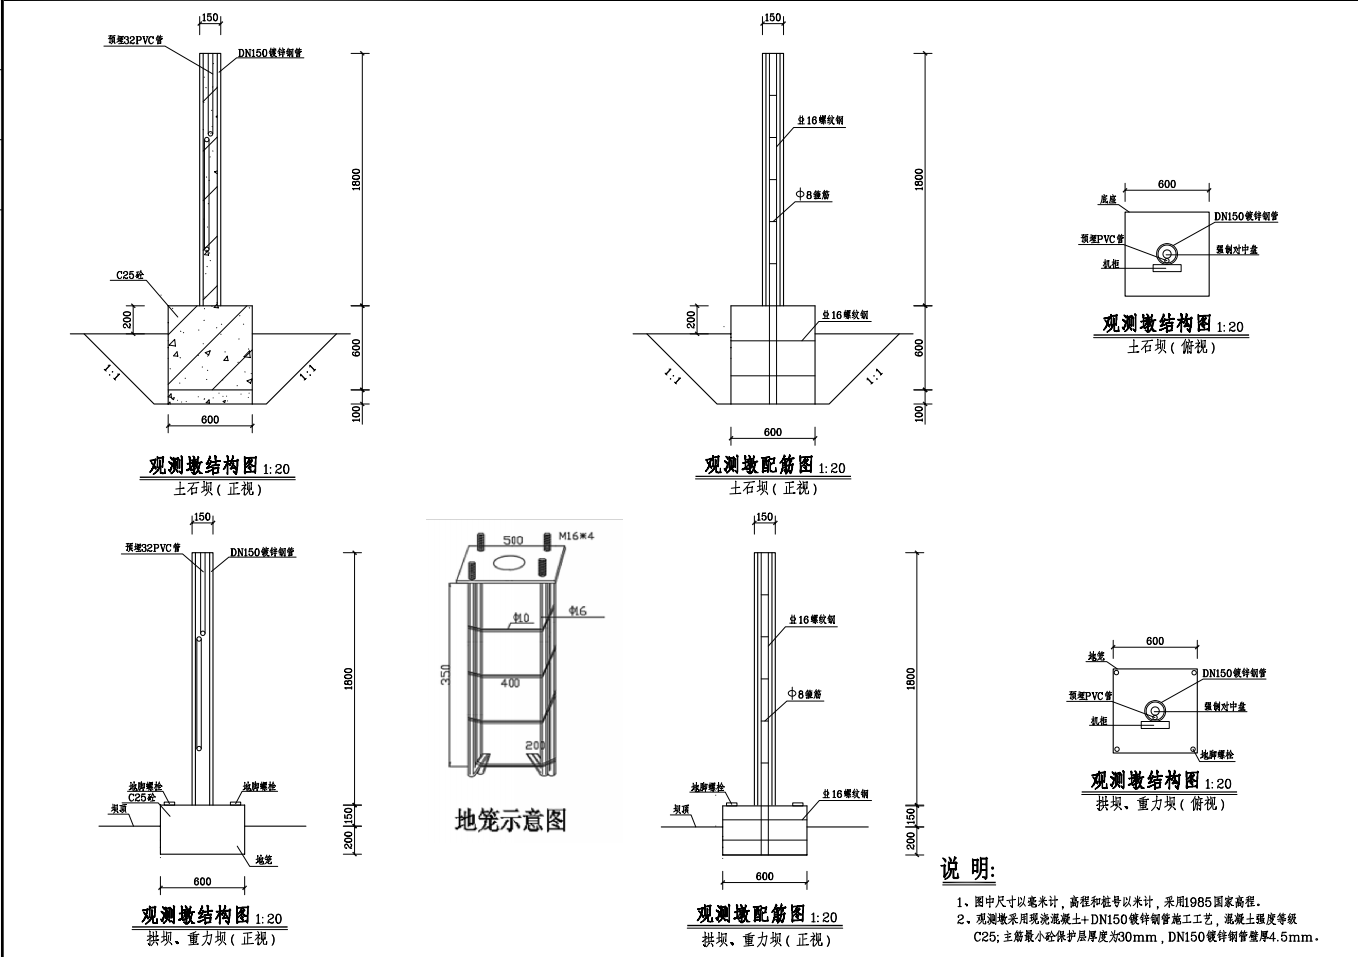 150
预埋32PVC管
DN150镀锌钢管
1800
C25砼
200
600
1:1
1:1
100
600
观测墩结构图 1:20
土石坝(正视)
150
业16螺纹钢
1800
Φ8箍筋
200
业16螺纹钢
600
1:1
1:1
100
600
观测墩配筋图 1:20
土石坝(正视)
600
底座
DN150镀锌钢管
预埋PVC管
强制对中盘
机柜
观测墩结构图 1:20
土石坝(俯视)
150
预埋32PVC管
DN150镀锌钢管
1800
地脚螺栓
地脚螺栓
C25砼
坝顶
150
200
地笼
600
观测墩结构图 1:20
拱坝、重力坝(正视)
M16*4
500
Φ10
Φ16
350
400
200
地笼示意图
150
业16螺纹钢
1800
Φ8箍筋
地脚螺栓
业16螺纹钢
坝顶
150
200
600
观测墩配筋图 1:20
拱坝、重力坝(正视)
600
地笼
DN150镀锌钢管
预埋PVC管
强制对中盘
机柜
地脚螺栓
观测墩结构图 1:20
拱坝、重力坝(俯视)
说 明:
1、图中尺寸以毫米计,高程和桩号以米计,采用1985国家高程。
2、观测墩采用现浇混凝土+DN150镀锌钢管施工工艺,混凝土强度等级
C25;主筋最小砼保护层厚度为30mm,DN150镀锌钢管壁厚4.5mm。